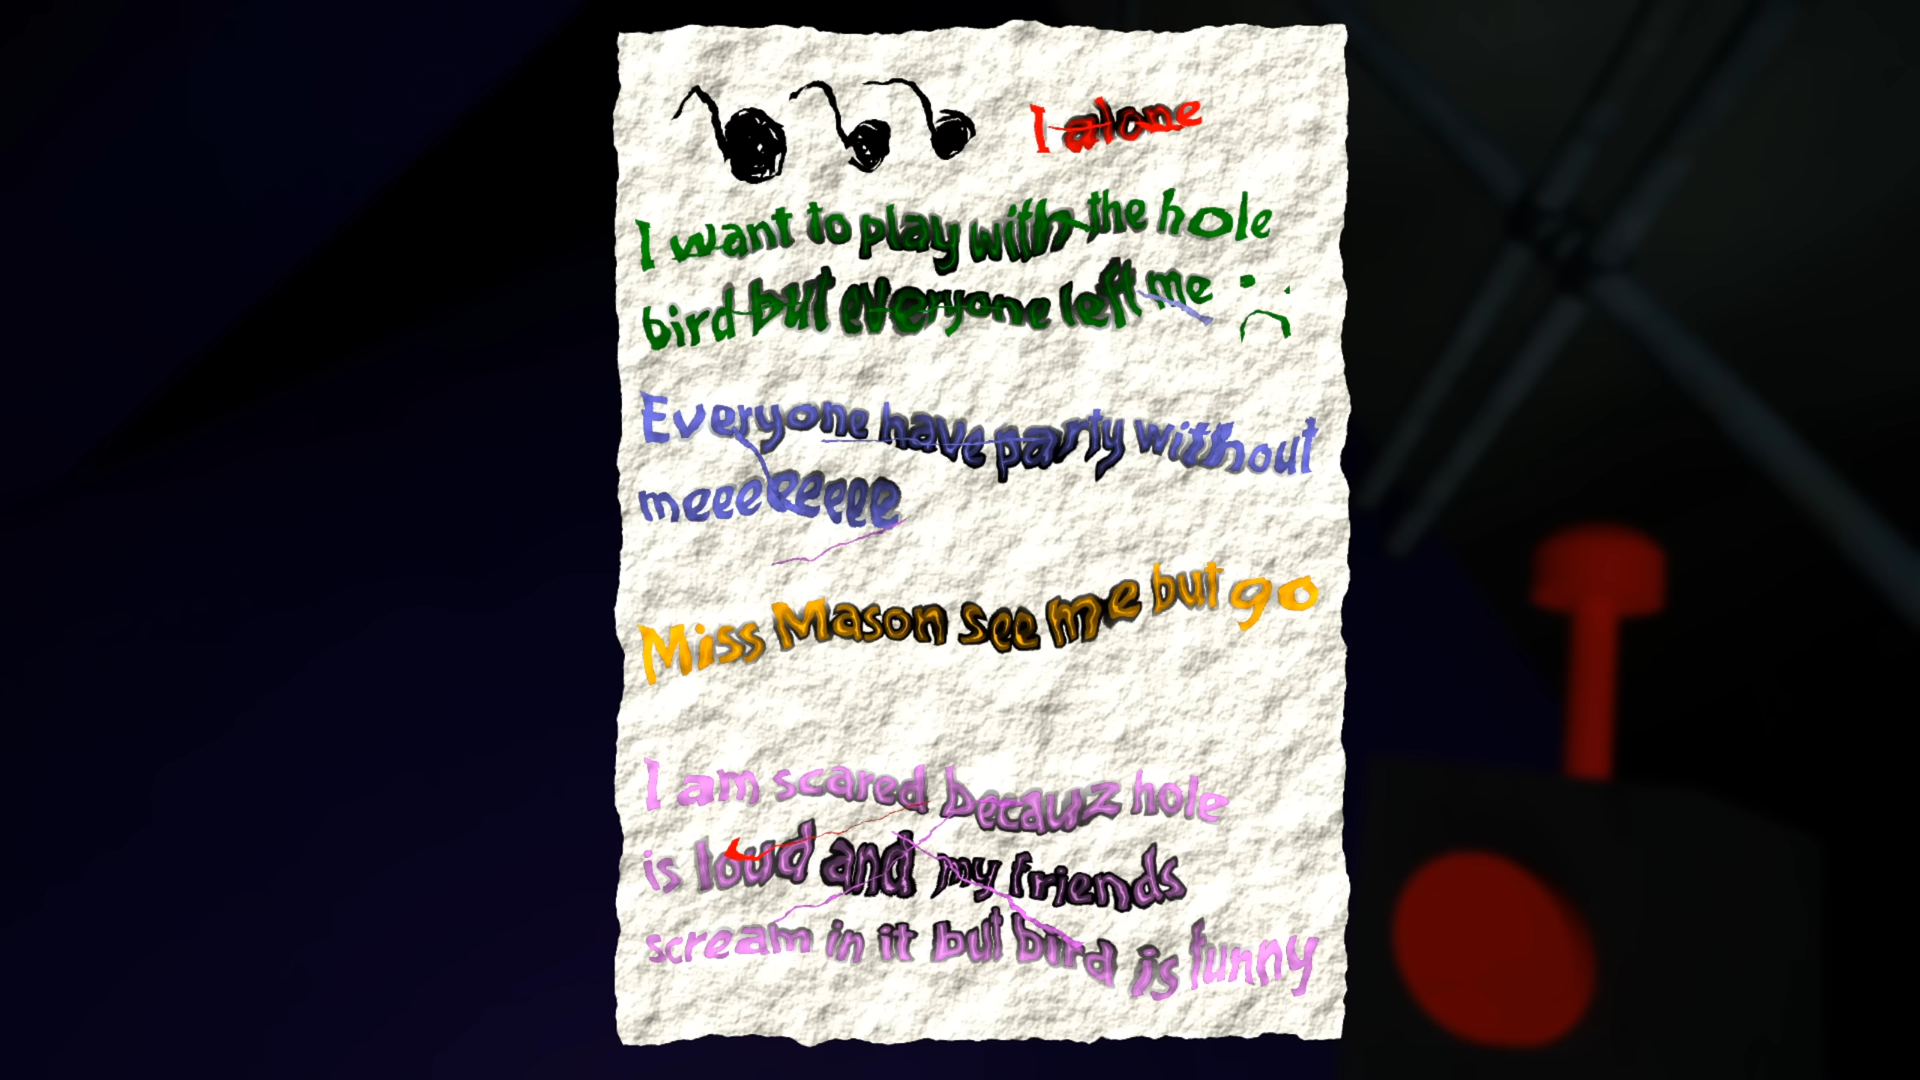 I alone
I want to play with the hole
bird but everyone left me :(
Everyone have party without
meeeeeeee
Miss Mason see me but go
I am scared becauz hole
is loud and my friends
scream in it but bird is funny